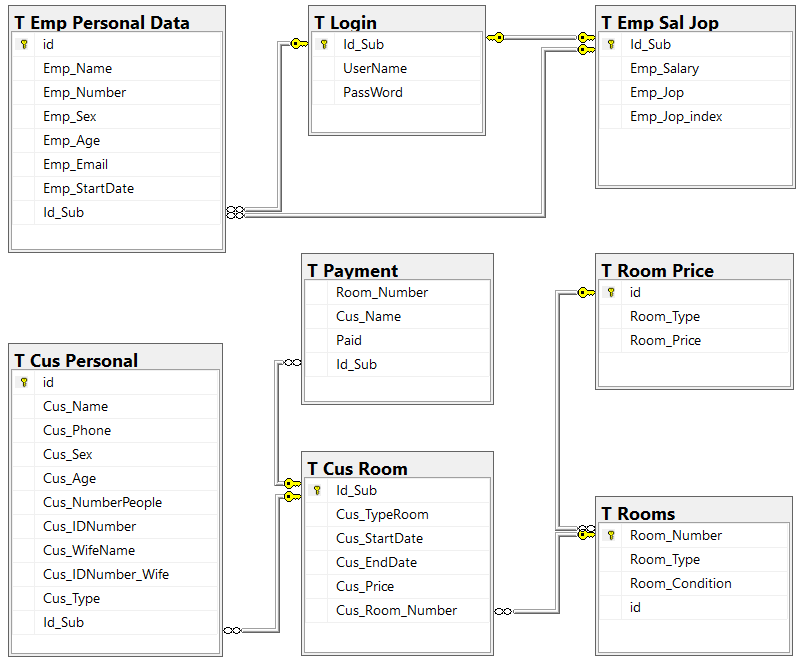 T Emp Personal Data
id
Emp_Name
Emp_Number
Emp_Sex
Emp_Age
Emp_Email
Emp_StartDate
Id_Sub
T Login
Id_Sub
UserName
PassWord
T Emp Sal Jop
Id_Sub
Emp_Salary
Emp_Jop
Emp_Jop_index
T Payment
Room_Number
Cus_Name
Paid
Id_Sub
T Room Price
id
Room_Type
Room_Price
T Cus Personal
id
Cus_Name
Cus_Phone
Cus_Sex
Cus_Age
Cus_NumberPeople
Cus_IDNumber
Cus_WifeName
Cus_IDNumber_Wife
Cus_Type
Id_Sub
T Cus Room
Id_Sub
Cus_TypeRoom
Cus_StartDate
Cus_EndDate
Cus_Price
Cus_Room_Number
T Rooms
Room_Number
Room_Type
Room_Condition
id